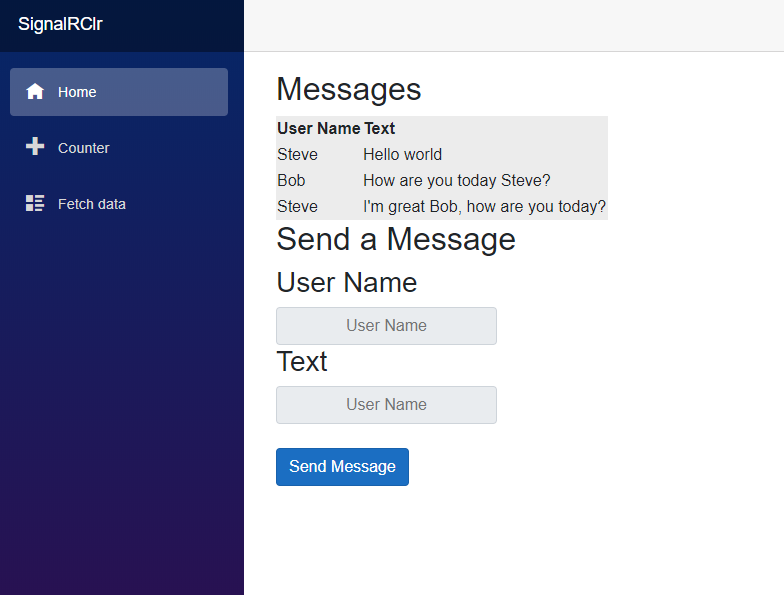 SignalRClr
Home
Counter
Fetch data
Messages
User Name Text
Steve Hello world
Bob How are you today Steve?
Steve I'm great Bob, how are you today?
Send a Message
User Name
User Name
Text
User Name
Send Message